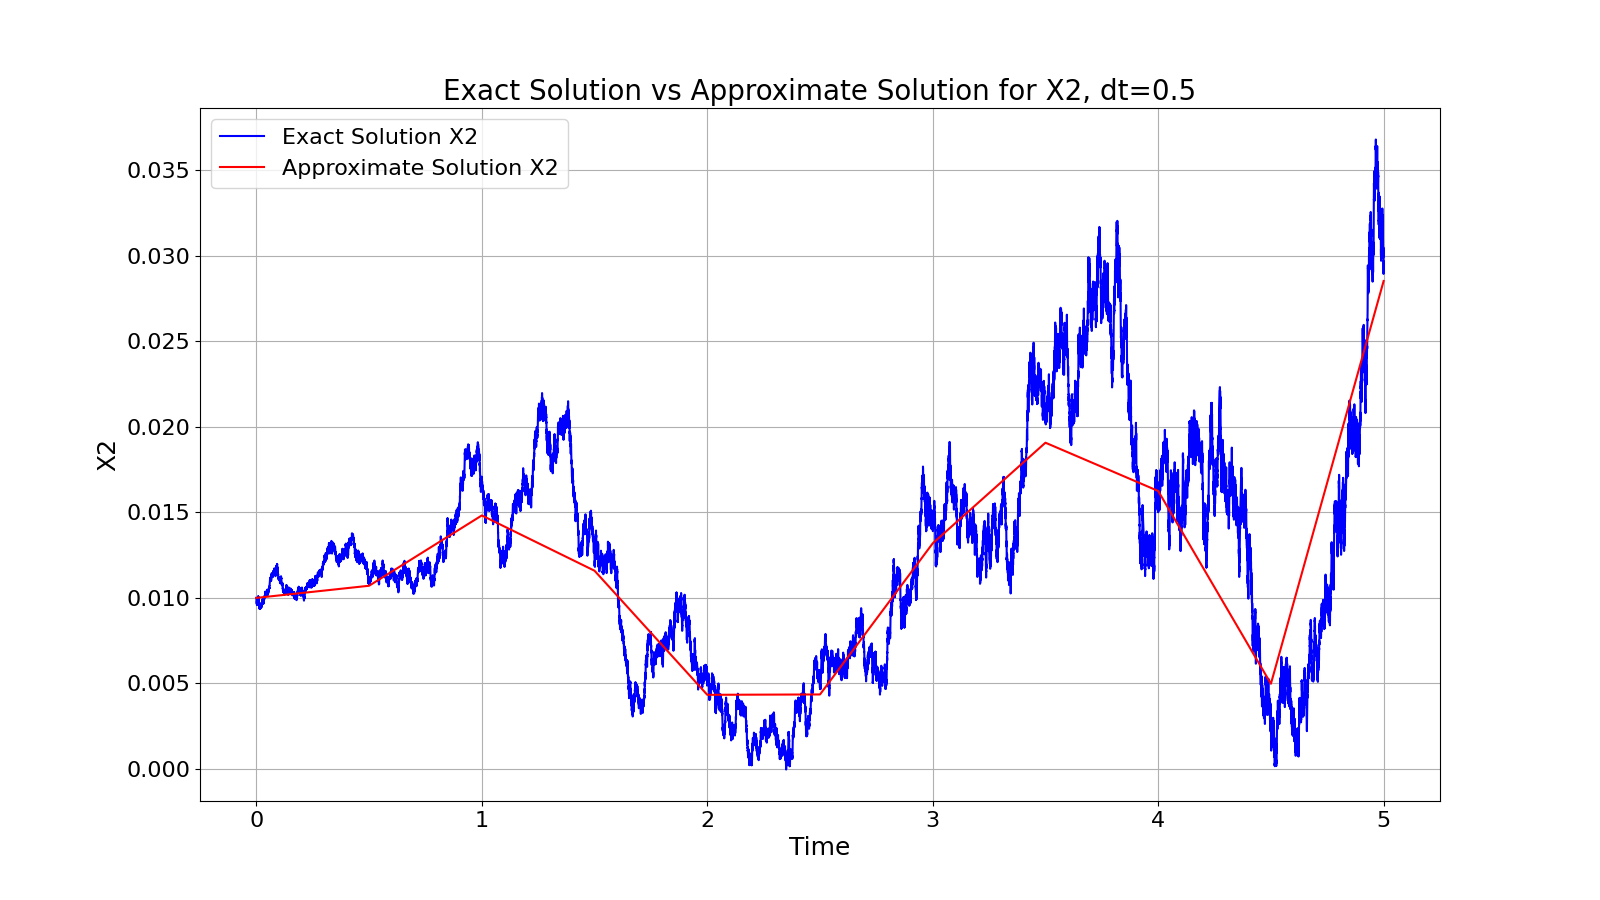 Exact Solution vs Approximate Solution for X2, dt=0.5
Exact Solution X2
Approximate Solution X2
0.035
0.030
0.025
0.020
0.015
0.010
0.005
0.000
X2
0 1 2 3 4 5
Time